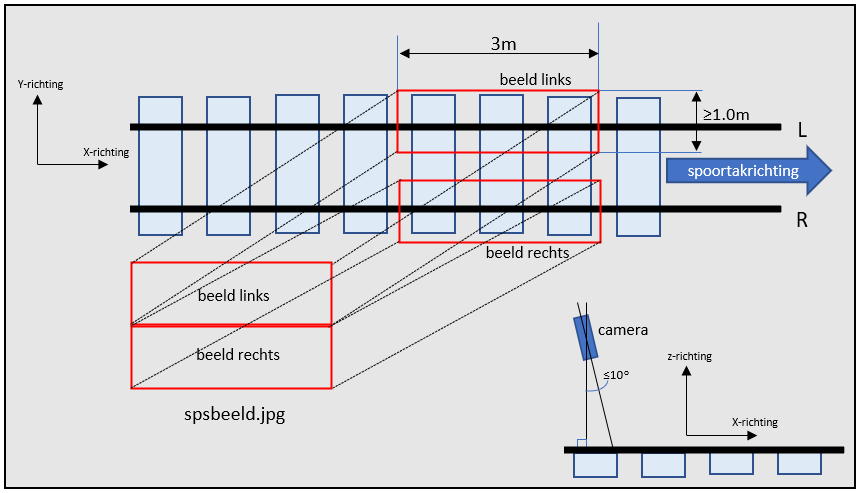 3m
beeld links
Y-richting
≥1.0m
L
X-richting
spoortakrichting
R
beeld rechts
beeld links
beeld rechts
camera
z-richting
≤10°
spsbeeld.jpg
X-richting